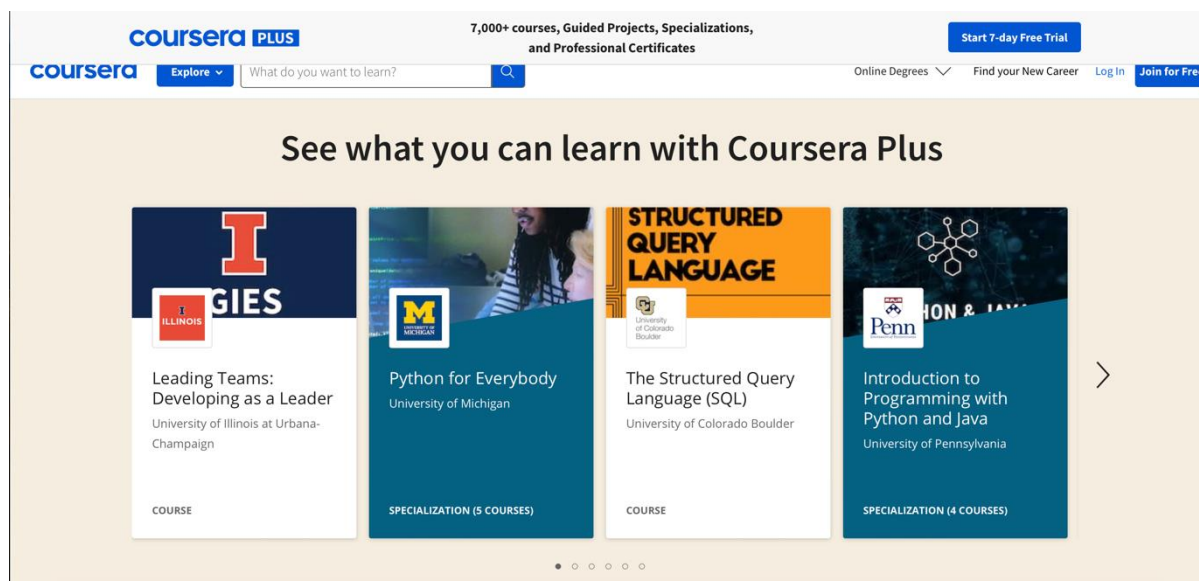 coursera PLUS
7,000+ courses, Guided Projects, Specializations,
and Professional Certificates
Start 7-day Free Trial
coursera
Explore
What do you want to learn?
Online Degrees
Find your New Career
Log In
Join for Free
See what you can learn with Coursera Plus
I
GIES
I
ILLINOIS
Leading Teams:
Developing as a Leader
University of Illinois at Urbana-
Champaign
COURSE
M
UNIVERSITY OF
MICHIGAN
Python for Everybody
University of Michigan
SPECIALIZATION (5 COURSES)
STRUCTURED
QUERY
LANGUAGE
CU
University
of Colorado
Boulder
The Structured Query
Language (SQL)
University of Colorado Boulder
COURSE
HON & JAV
Penn
Introduction to
Programming with
Python and Java
University of Pennsylvania
SPECIALIZATION (4 COURSES)